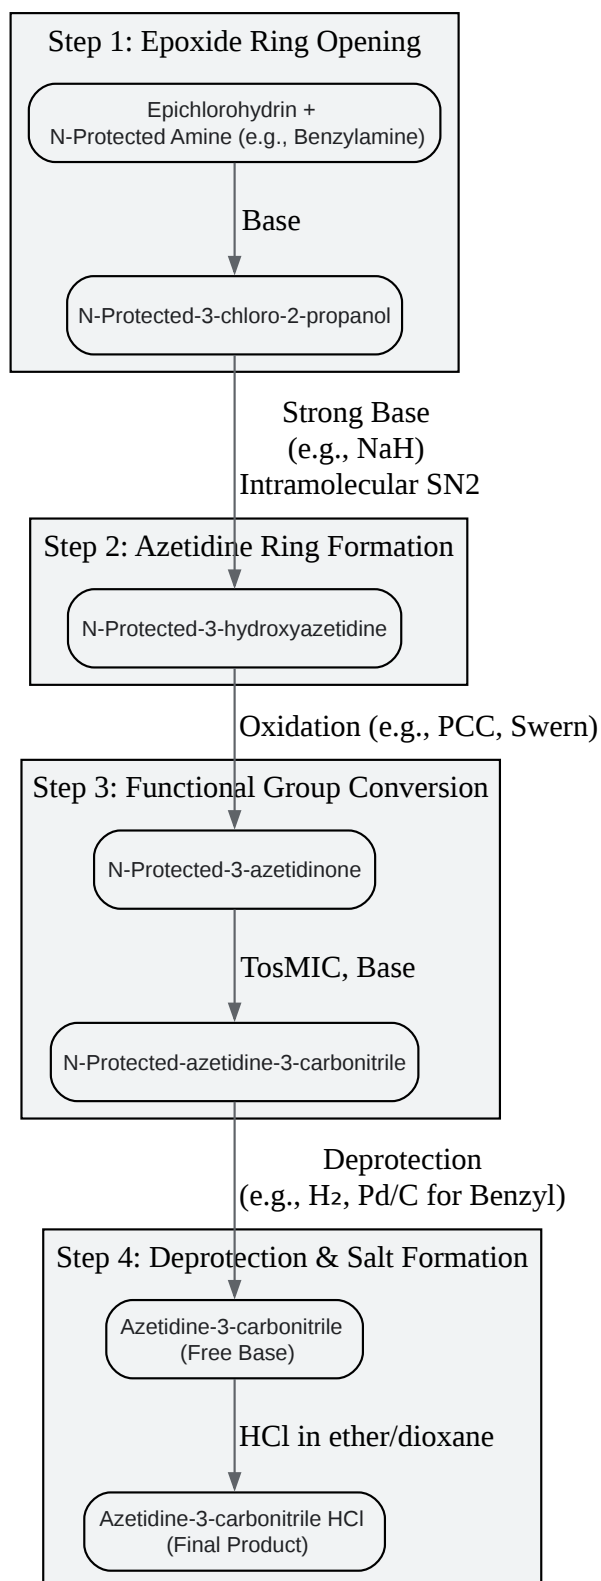 Step 1: Epoxide Ring Opening
Epichlorohydrin +
N-Protected Amine (e.g., Benzylamine)
Base
N-Protected-3-chloro-2-propanol
Strong Base
(e.g., NaH)
Intramolecular SN2
Step 2: Azetidine Ring Formation
N-Protected-3-hydroxyazetidine
Oxidation (e.g., PCC, Swern)
Step 3: Functional Group Conversion
N-Protected-3-azetidinone
TosMIC, Base
N-Protected-azetidine-3-carbonitrile
Deprotection
(e.g., H₂, Pd/C for Benzyl)
Step 4: Deprotection & Salt Formation
Azetidine-3-carbonitrile
(Free Base)
HCl in ether/dioxane
Azetidine-3-carbonitrile HCl
(Final Product)